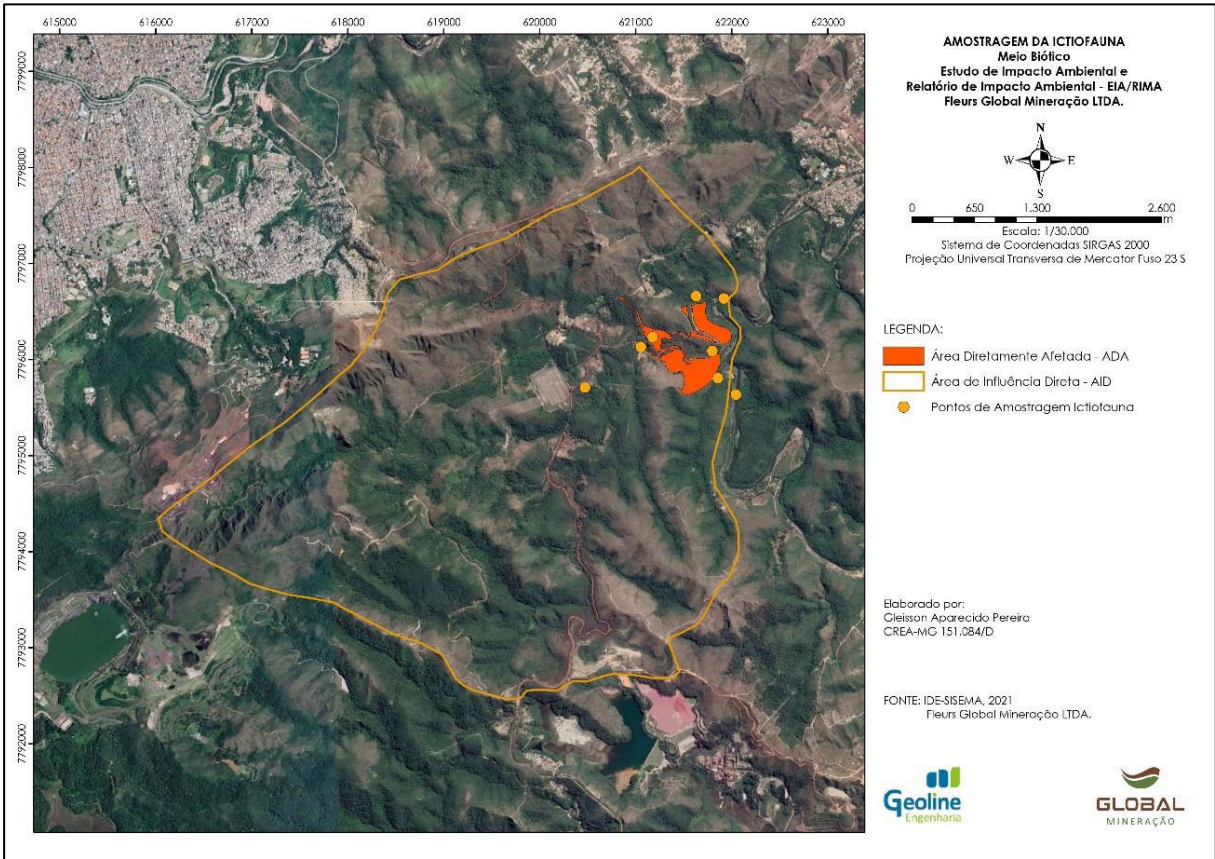 615000 616000 617000 618000 619000 620000 621000 622000 623000
7799000
7798000
7797000
7796000
7795000
7794000
7793000
7792000
AMOSTRAGEM DA ICTIOFAUNA
Meio Biótico
Estudo de Impacto Ambiental e
Relatório de Impacto Ambiental - EIA/RIMA
Fleurs Global Mineração LTDA.
N
W E
S
0 650 1.300 2.600
m
Escala: 1/30.000
Sistema de Coordenadas SIRGAS 2000
Projeção Universal Transversa de Mercator Fuso 23 S
LEGENDA:
Área Diretamente Afetada - ADA
Área de Influência Direta - AID
Pontos de Amostragem Ictiofauna
Elaborado por:
Gleisson Aparecido Pereira
CREA-MG 151.084/D
FONTE: IDE-SISEMA, 2021
Fleurs Global Mineração LTDA.
Geoline
Engenharia
GLOBAL
MINERAÇÃO